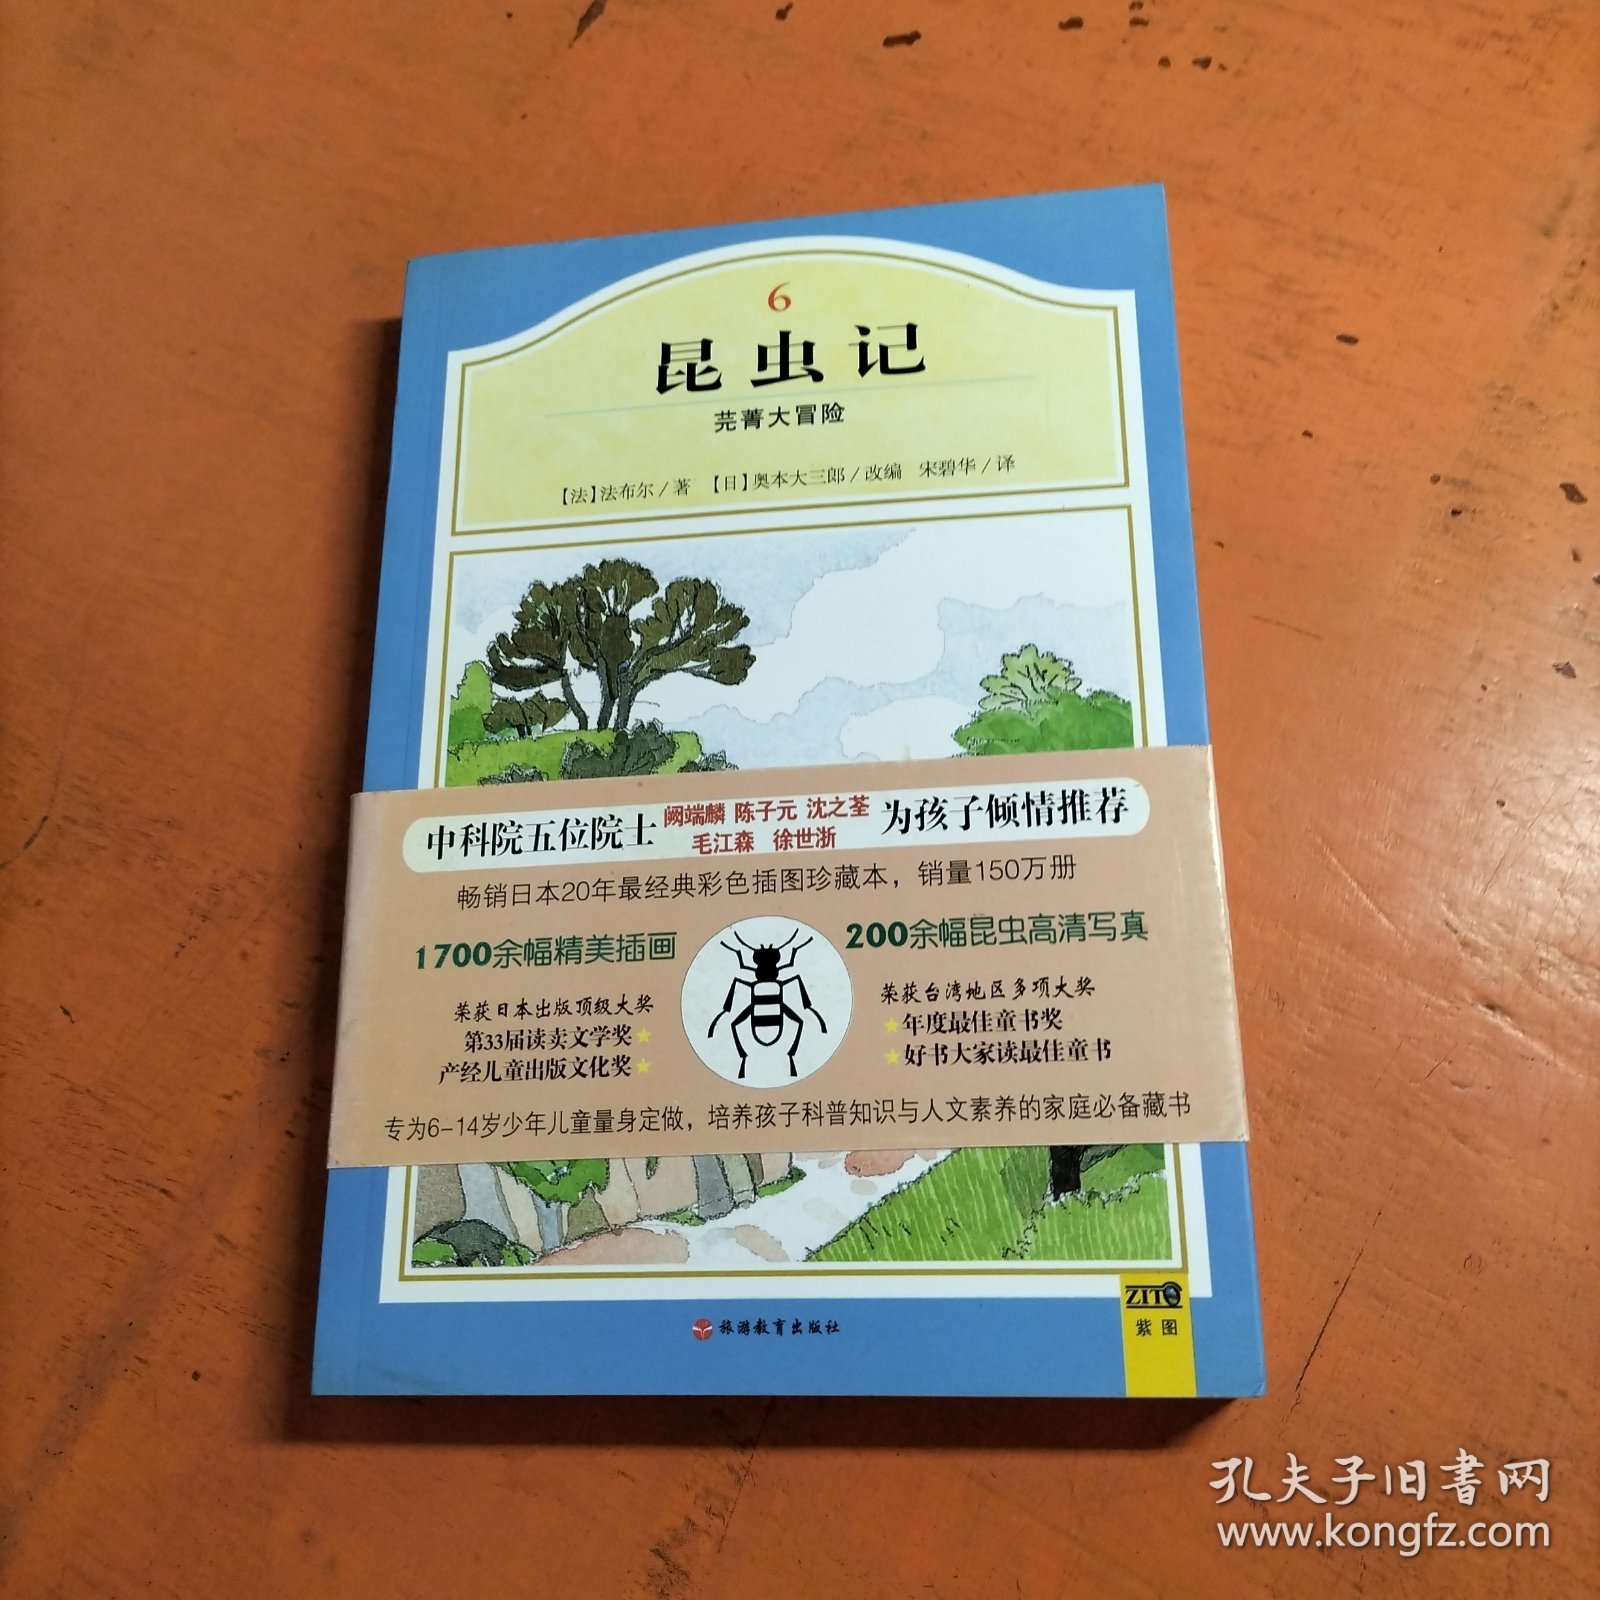 6
昆虫记
芫菁大冒险
【法】法布尔/著 【日】奥本大三郎/改编 宋碧华/译
中科院五位院士 阙端麟 陈子元 沈之荃 毛江森 徐世浙 为孩子倾情推荐
畅销日本20年最经典彩色插图珍藏本，销量150万册
1700余幅精美插画
200余幅昆虫高清写真
荣获日本出版顶级大奖
第33届读卖文学奖★
产经儿童出版文化奖★
荣获台湾地区多项大奖
★年度最佳童书奖
★好书大家读最佳童书
专为6-14岁少年儿童量身定做，培养孩子科普知识与人文素养的家庭必备藏书
旅游教育出版社
ZITO
紫图
孔夫子旧书网
www.kongfz.com